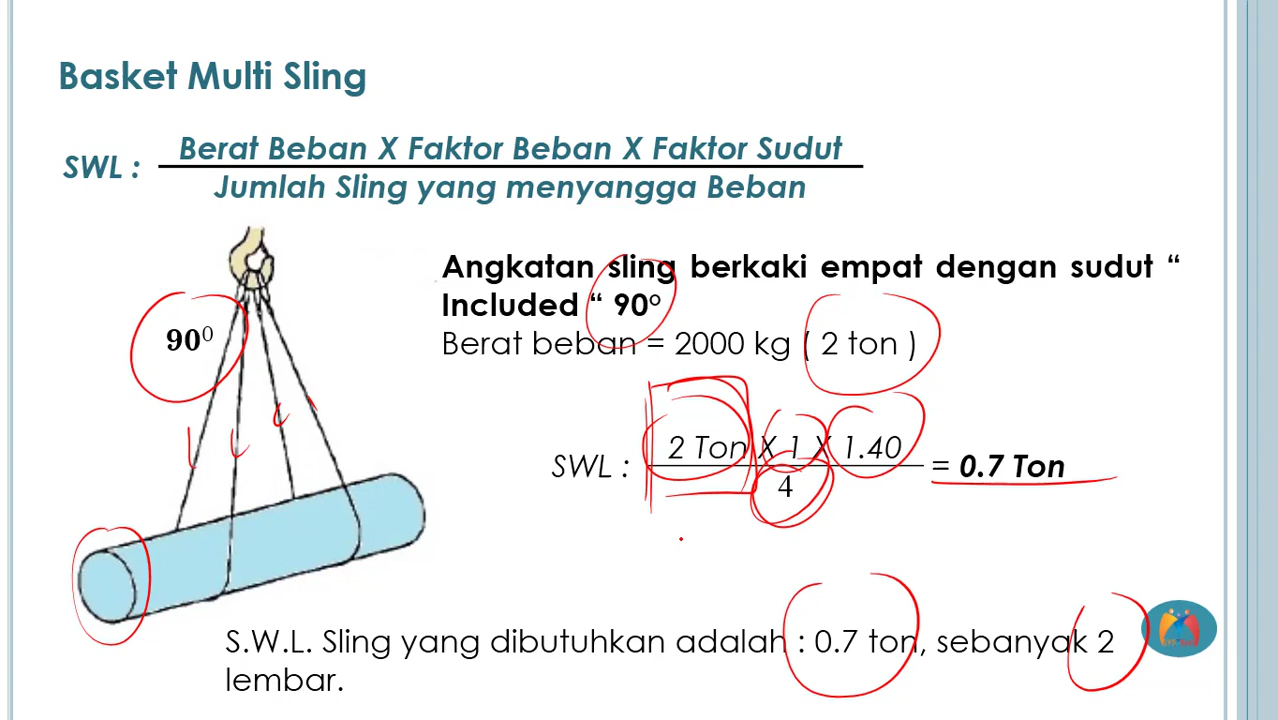 Basket Multi Sling
Berat Beban X Faktor Beban X Faktor Sudut
SWL :
Jumlah Sling yang menyangga Beban
Angkatan sling berkaki empat dengan sudut “
Included “ 90°
90⁰
Berat beban = 2000 kg ( 2 ton )
2 Ton X 1 X 1.40
SWL : = 0.7 Ton
4
S.W.L. Sling yang dibutuhkan adalah : 0.7 ton, sebanyak 2
lembar.